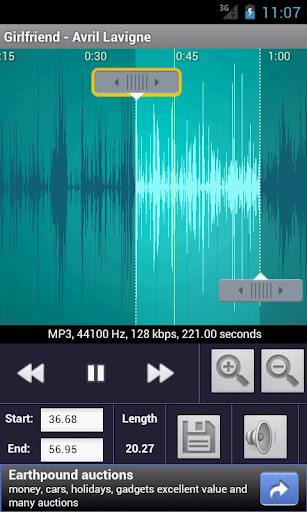 3G 11:07
Girlfriend - Avril Lavigne
:15 0:30 0:45 1:00
MP3, 44100 Hz, 128 kbps, 221.00 seconds
Start: 36.68 Length
End: 56.95 20.27
Earthpound auctions
money, cars, holidays, gadgets excellent value and
many auctions